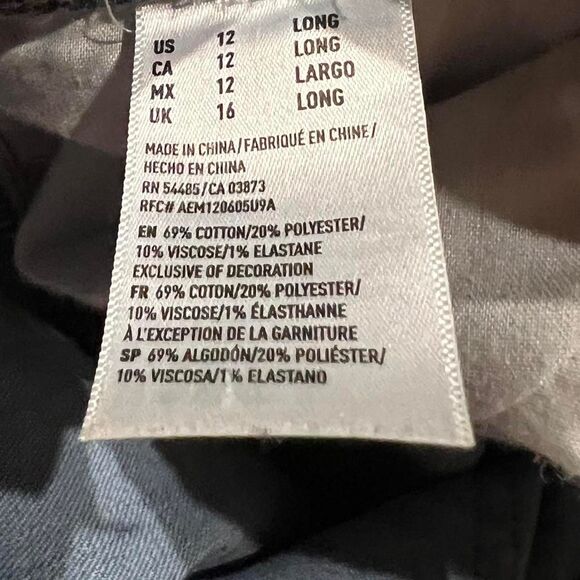 US 12 LONG
CA 12 LONG
MX 12 LARGO
UK 16 LONG
MADE IN CHINA/FABRIQUÉ EN CHINE/
HECHO EN CHINA
RN 54485/CA 03873
RFC# AEM120605U9A
EN 69% COTTON/20% POLYESTER/
10% VISCOSE/1% ELASTANE
EXCLUSIVE OF DECORATION
FR 69% COTON/20% POLYESTER/
10% VISCOSE/1% ÉLASTHANNE
À L'EXCEPTION DE LA GARNITURE
SP 69% ALGODÓN/20% POLIÉSTER/
10% VISCOSA/1% ELASTANO